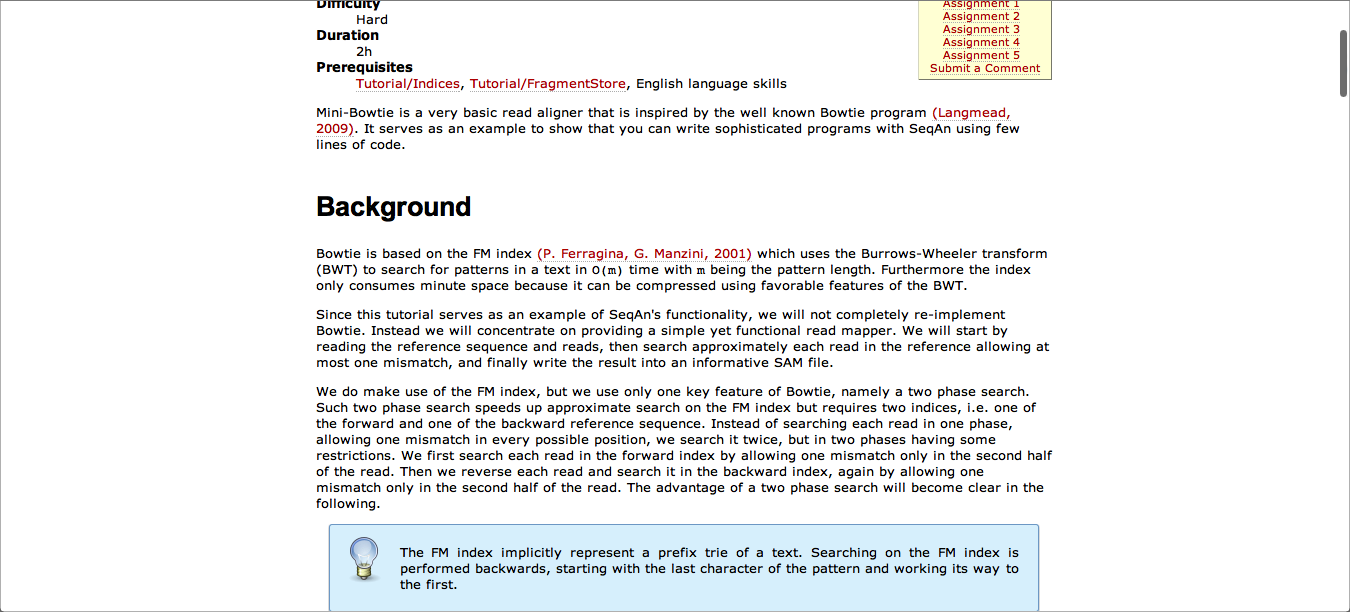 Difficulty
Hard
Duration
2h
Prerequisites
Tutorial/Indices, Tutorial/FragmentStore, English language skills
Assignment 1
Assignment 2
Assignment 3
Assignment 4
Assignment 5
Submit a Comment
Mini-Bowtie is a very basic read aligner that is inspired by the well known Bowtie program (Langmead,
2009). It serves as an example to show that you can write sophisticated programs with SeqAn using few
lines of code.
Background
Bowtie is based on the FM index (P. Ferragina, G. Manzini, 2001) which uses the Burrows-Wheeler transform
(BWT) to search for patterns in a text in O(m) time with m being the pattern length. Furthermore the index
only consumes minute space because it can be compressed using favorable features of the BWT.
Since this tutorial serves as an example of SeqAn's functionality, we will not completely re-implement
Bowtie. Instead we will concentrate on providing a simple yet functional read mapper. We will start by
reading the reference sequence and reads, then search approximately each read in the reference allowing at
most one mismatch, and finally write the result into an informative SAM file.
We do make use of the FM index, but we use only one key feature of Bowtie, namely a two phase search.
Such two phase search speeds up approximate search on the FM index but requires two indices, i.e. one of
the forward and one of the backward reference sequence. Instead of searching each read in one phase,
allowing one mismatch in every possible position, we search it twice, but in two phases having some
restrictions. We first search each read in the forward index by allowing one mismatch only in the second half
of the read. Then we reverse each read and search it in the backward index, again by allowing one
mismatch only in the second half of the read. The advantage of a two phase search will become clear in the
following.
The FM index implicitly represent a prefix trie of a text. Searching on the FM index is
performed backwards, starting with the last character of the pattern and working its way to
the first.